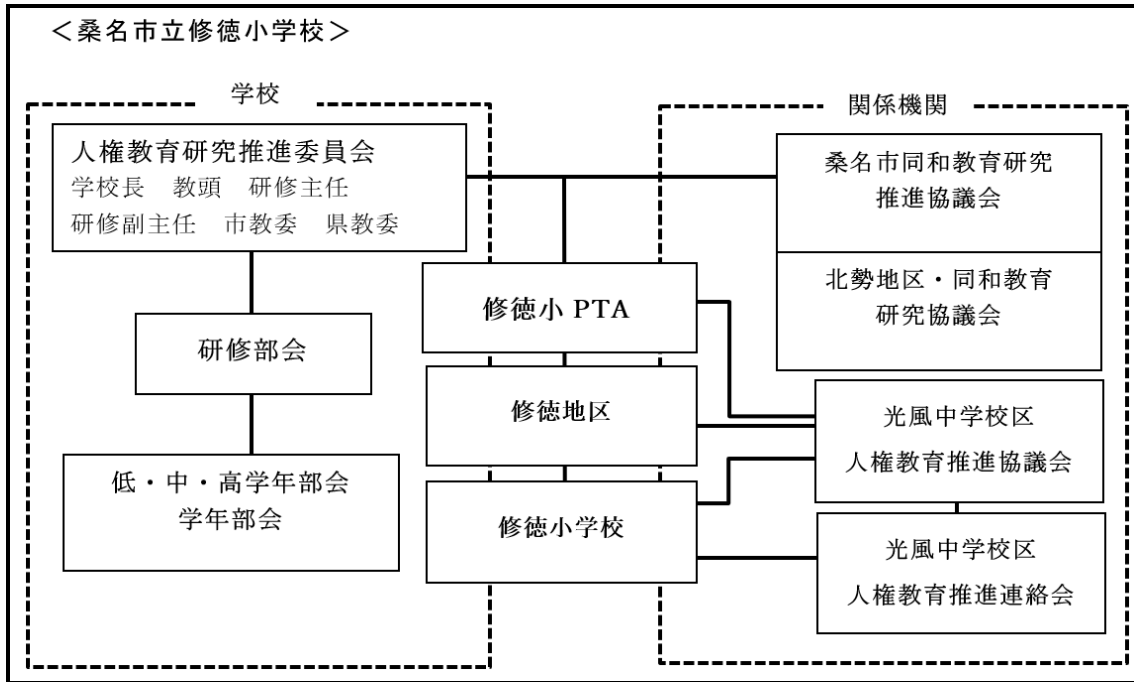 ＜桑名市立修徳小学校＞
学校
人権教育研究推進委員会
学校長　教頭　研修主任
研修副主任　市教委　県教委
研修部会
低・中・高学年部会
学年部会
修徳小 PTA
修徳地区
修徳小学校
関係機関
桑名市同和教育研究
推進協議会
北勢地区・同和教育
研究協議会
光風中学校区
人権教育推進協議会
光風中学校区
人権教育推進連絡会